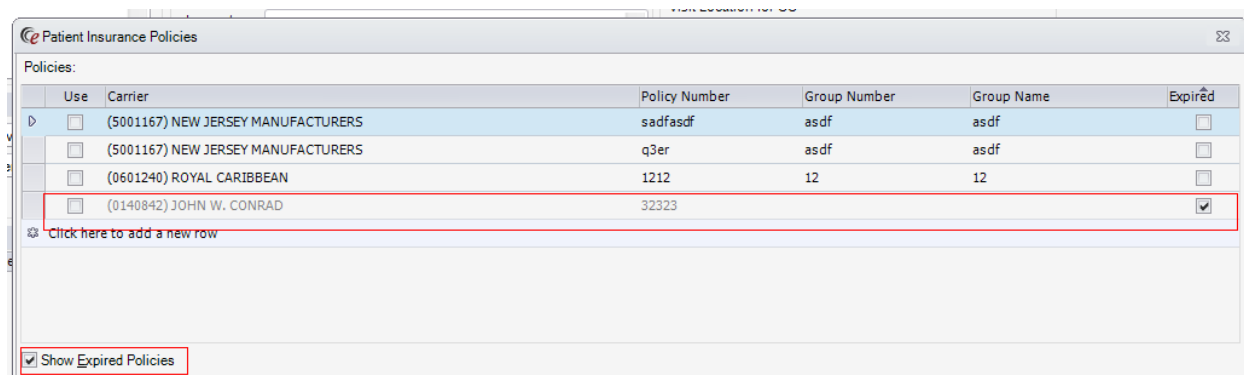 Patient Insurance Policies
Policies:
Use Carrier Policy Number Group Number Group Name Expired
(5001167) NEW JERSEY MANUFACTURERS sadfasdf asdf asdf
(5001167) NEW JERSEY MANUFACTURERS q3er asdf asdf
(0601240) ROYAL CARIBBEAN 1212 12 12
(0140842) JOHN W. CONRAD 32323
Click here to add a new row
Show Expired Policies